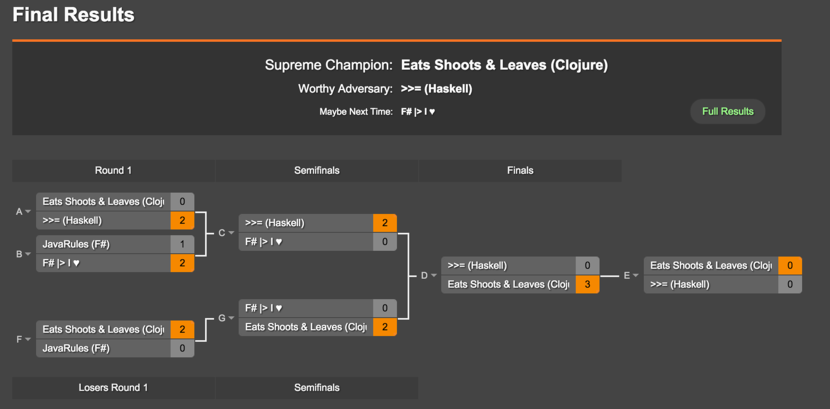 Final Results
Supreme Champion: Eats Shoots & Leaves (Clojure)
Worthy Adversary: >>= (Haskell)
Maybe Next Time: F# |> I ♥
Full Results
Round 1 Semifinals Finals
A
Eats Shoots & Leaves (Cloju 0
>>= (Haskell) 2
B
JavaRules (F#) 1
F# |> I ♥ 2
C
>>= (Haskell) 2
F# |> I ♥ 0
D
>>= (Haskell) 0
Eats Shoots & Leaves (Cloju 3
E
Eats Shoots & Leaves (Cloju 0
>>= (Haskell) 0
F
Eats Shoots & Leaves (Cloju 2
JavaRules (F#) 0
G
F# |> I ♥ 0
Eats Shoots & Leaves (Cloju 2
Losers Round 1 Semifinals